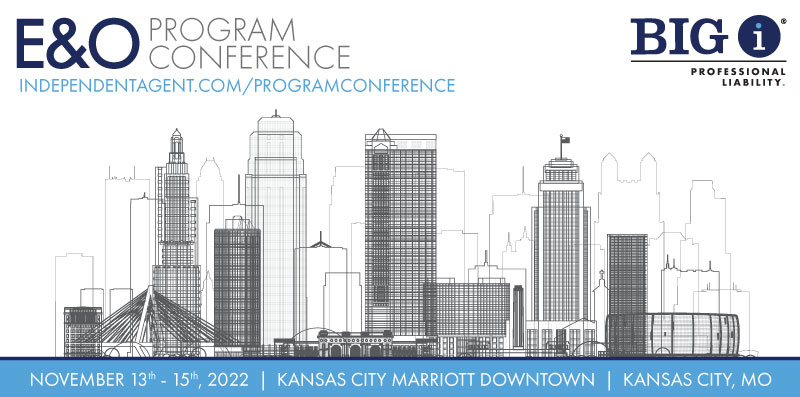 E&O PROGRAM
CONFERENCE
INDEPENDENTAGENT.COM/PROGRAMCONFERENCE
BIG i®
PROFESSIONAL
LIABILITY.
NOVEMBER 13th - 15th, 2022 | KANSAS CITY MARRIOTT DOWNTOWN | KANSAS CITY, MO